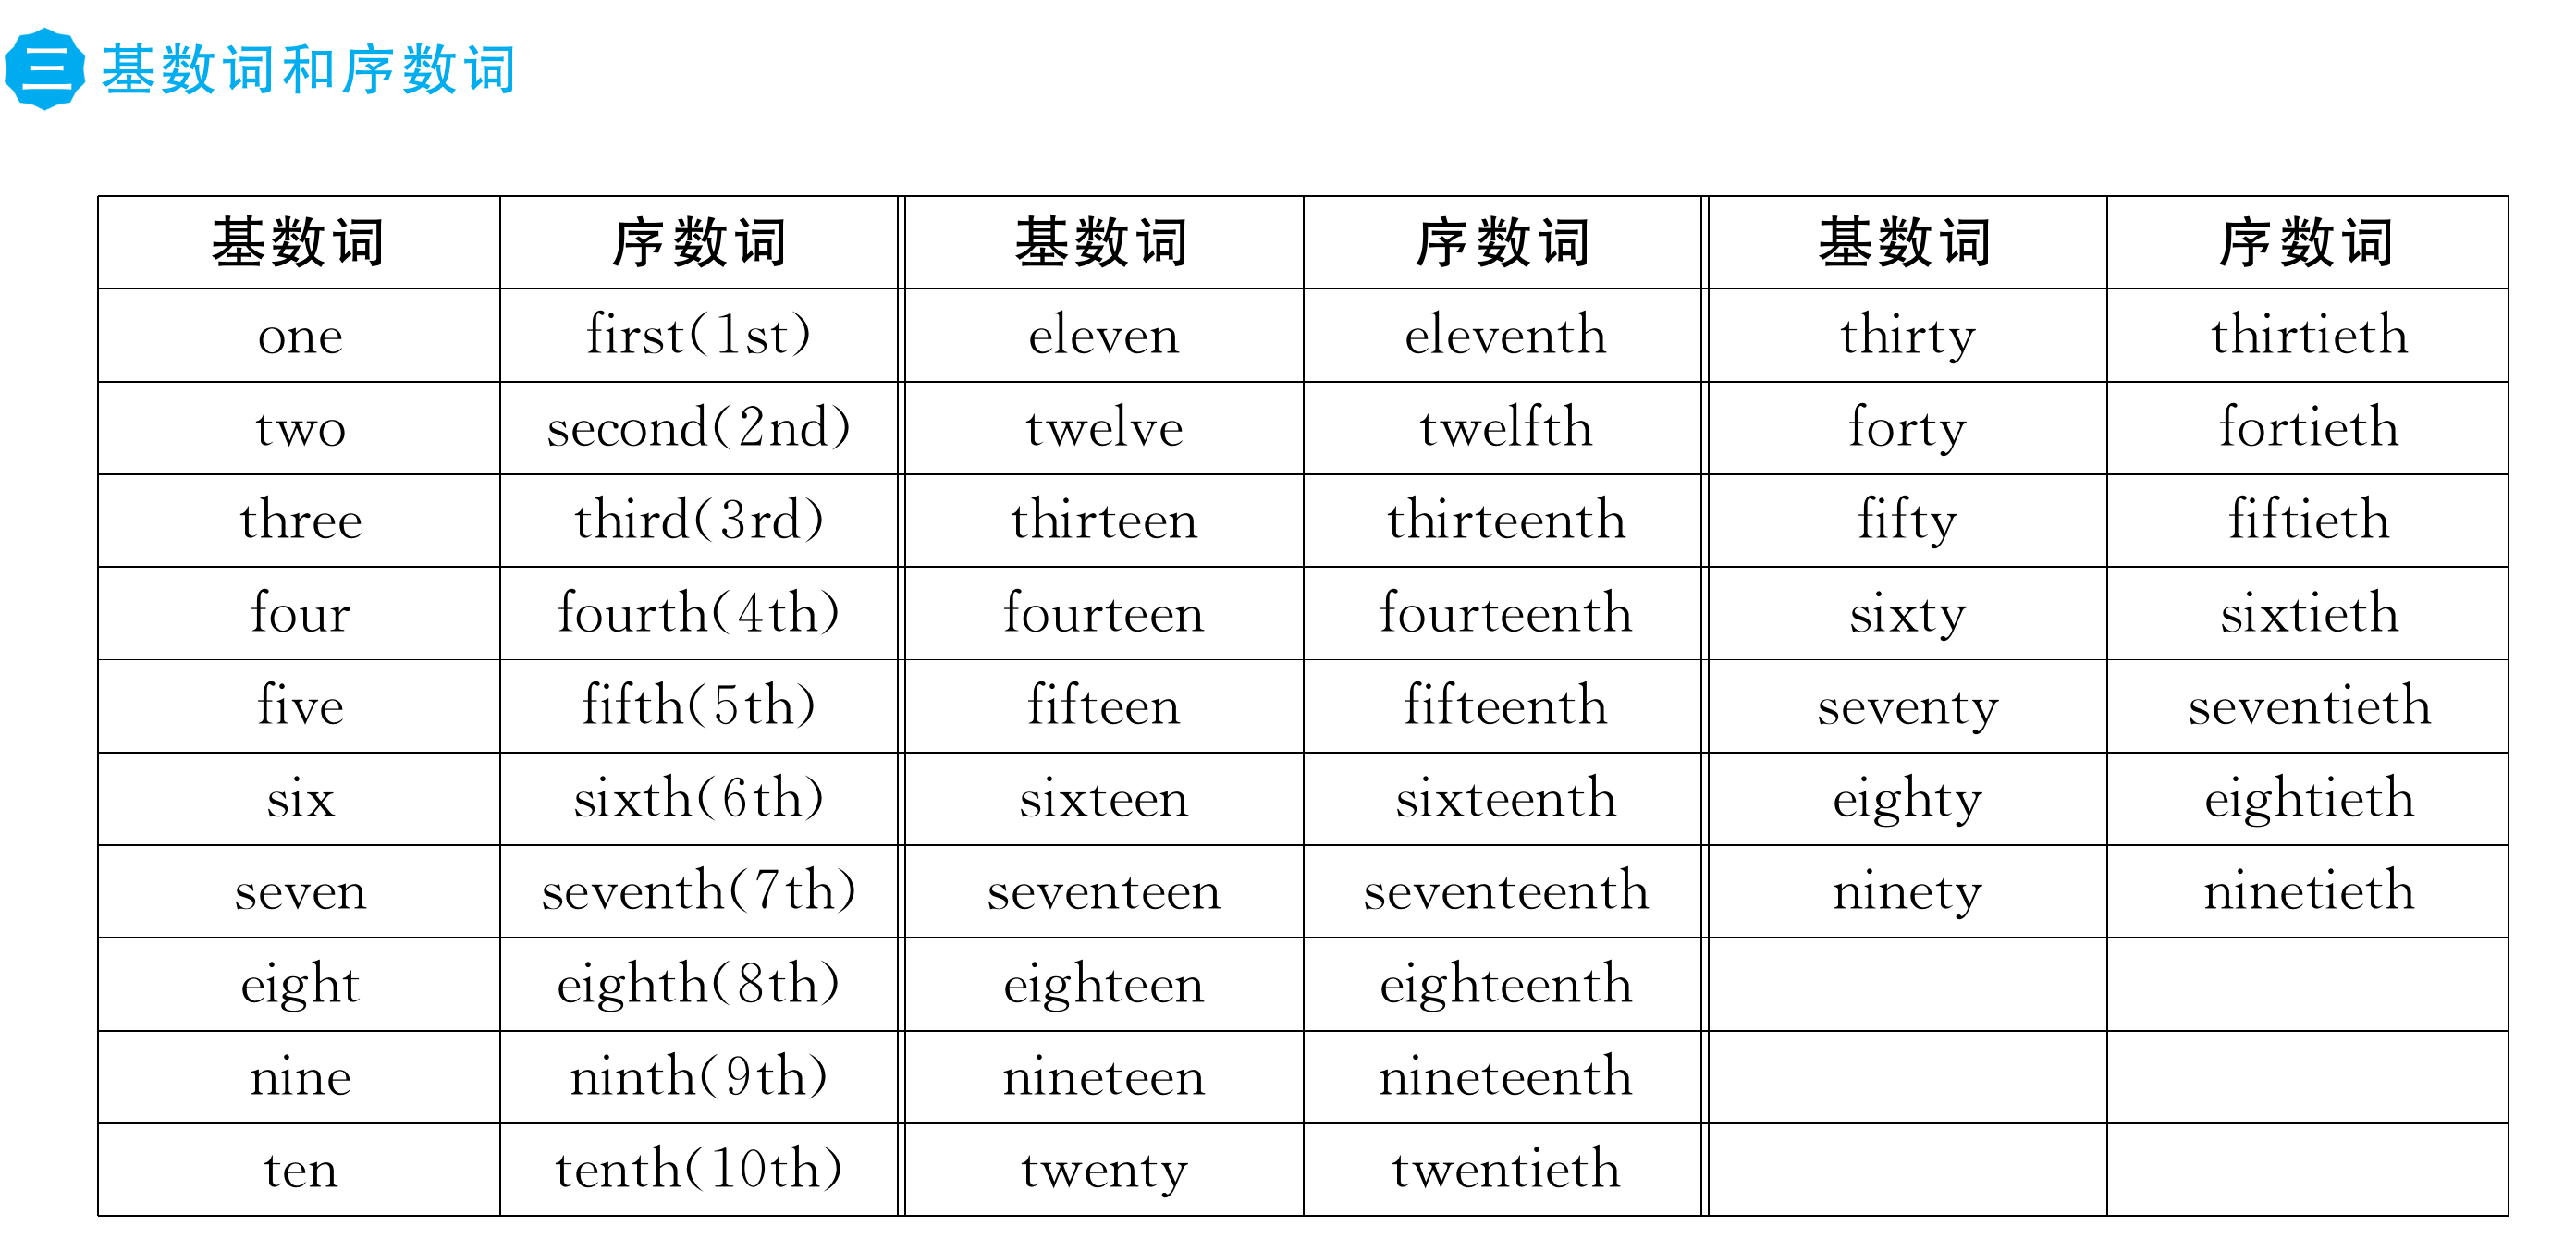 三 基数词和序数词
基数词 序数词 基数词 序数词 基数词 序数词
one first(1st) eleven eleventh thirty thirtieth
two second(2nd) twelve twelfth forty fortieth
three third(3rd) thirteen thirteenth fifty fiftieth
four fourth(4th) fourteen fourteenth sixty sixtieth
five fifth(5th) fifteen fifteenth seventy seventieth
six sixth(6th) sixteen sixteenth eighty eightieth
seven seventh(7th) seventeen seventeenth ninety ninetieth
eight eighth(8th) eighteen eighteenth
nine ninth(9th) nineteen nineteenth
ten tenth(10th) twenty twentieth